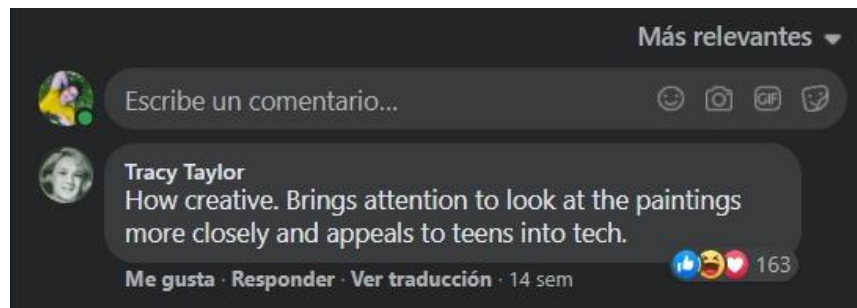 Más relevantes
Escribe un comentario...
GIF
Tracy Taylor
How creative. Brings attention to look at the paintings
more closely and appeals to teens into tech.
163
Me gusta · Responder · Ver traducción · 14 sem